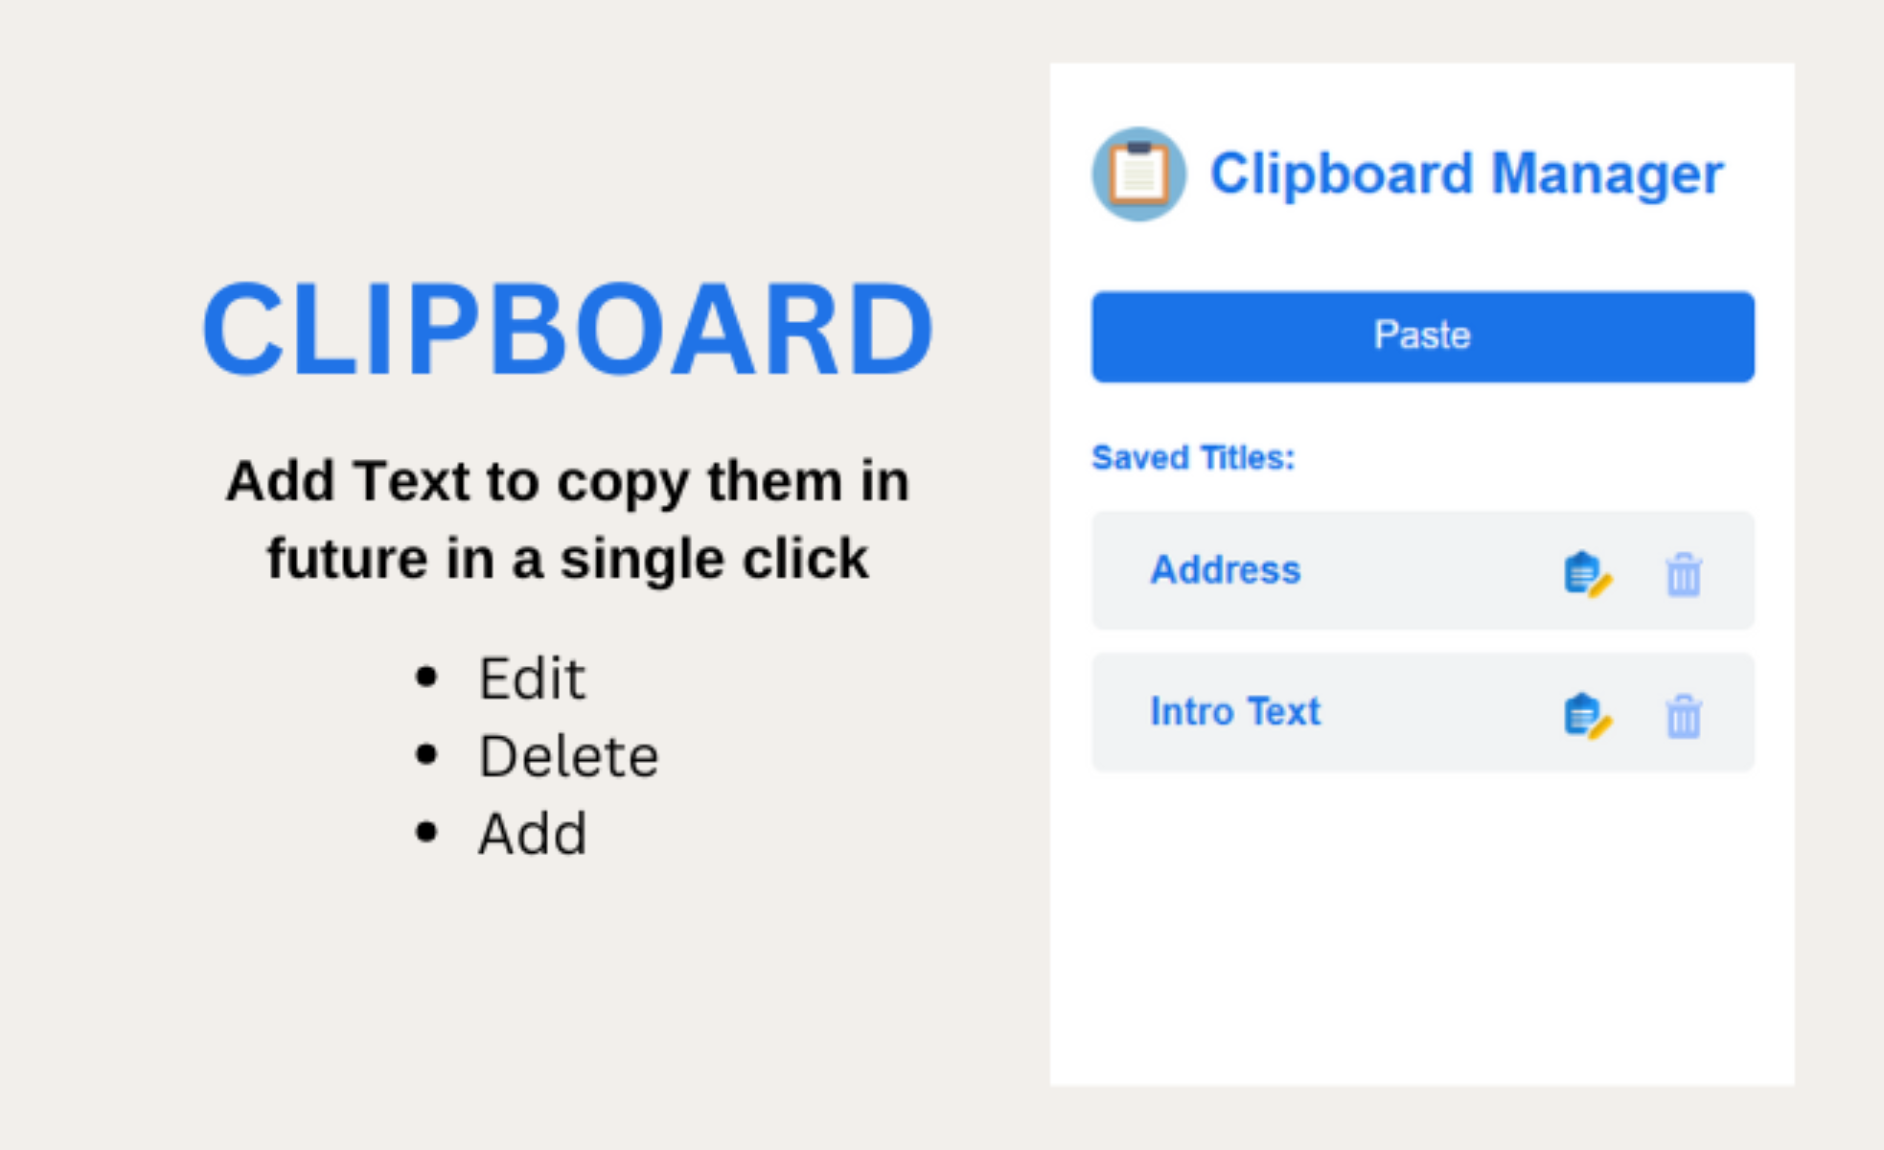 CLIPBOARD
Add Text to copy them in
future in a single click
• Edit
• Delete
• Add
Clipboard Manager
Paste
Saved Titles:
Address
Intro Text